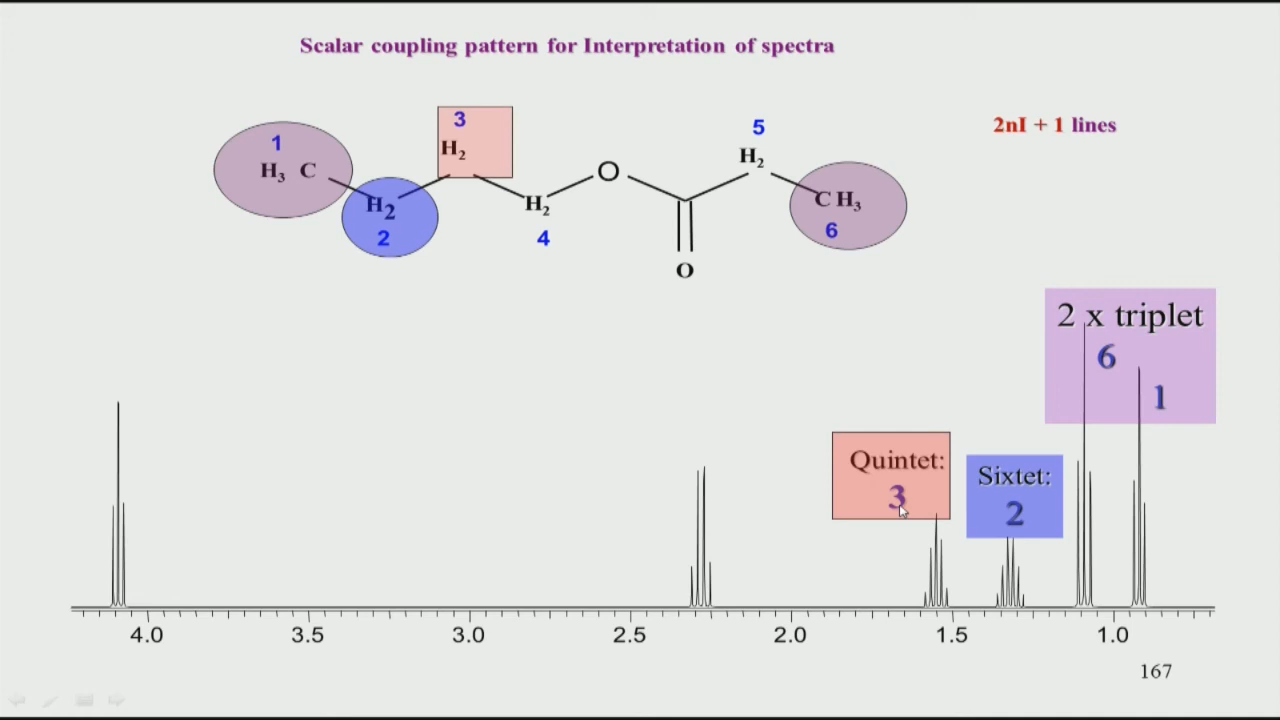 Scalar coupling pattern for Interpretation of spectra
2nI + 1 lines
1
H₃ C
H₂
2
3
H₂
H₂
4
O
O
5
H₂
C H₃
6
2 x triplet
6
1
Quintet:
3
Sixtet:
2
4.0 3.5 3.0 2.5 2.0 1.5 1.0
167